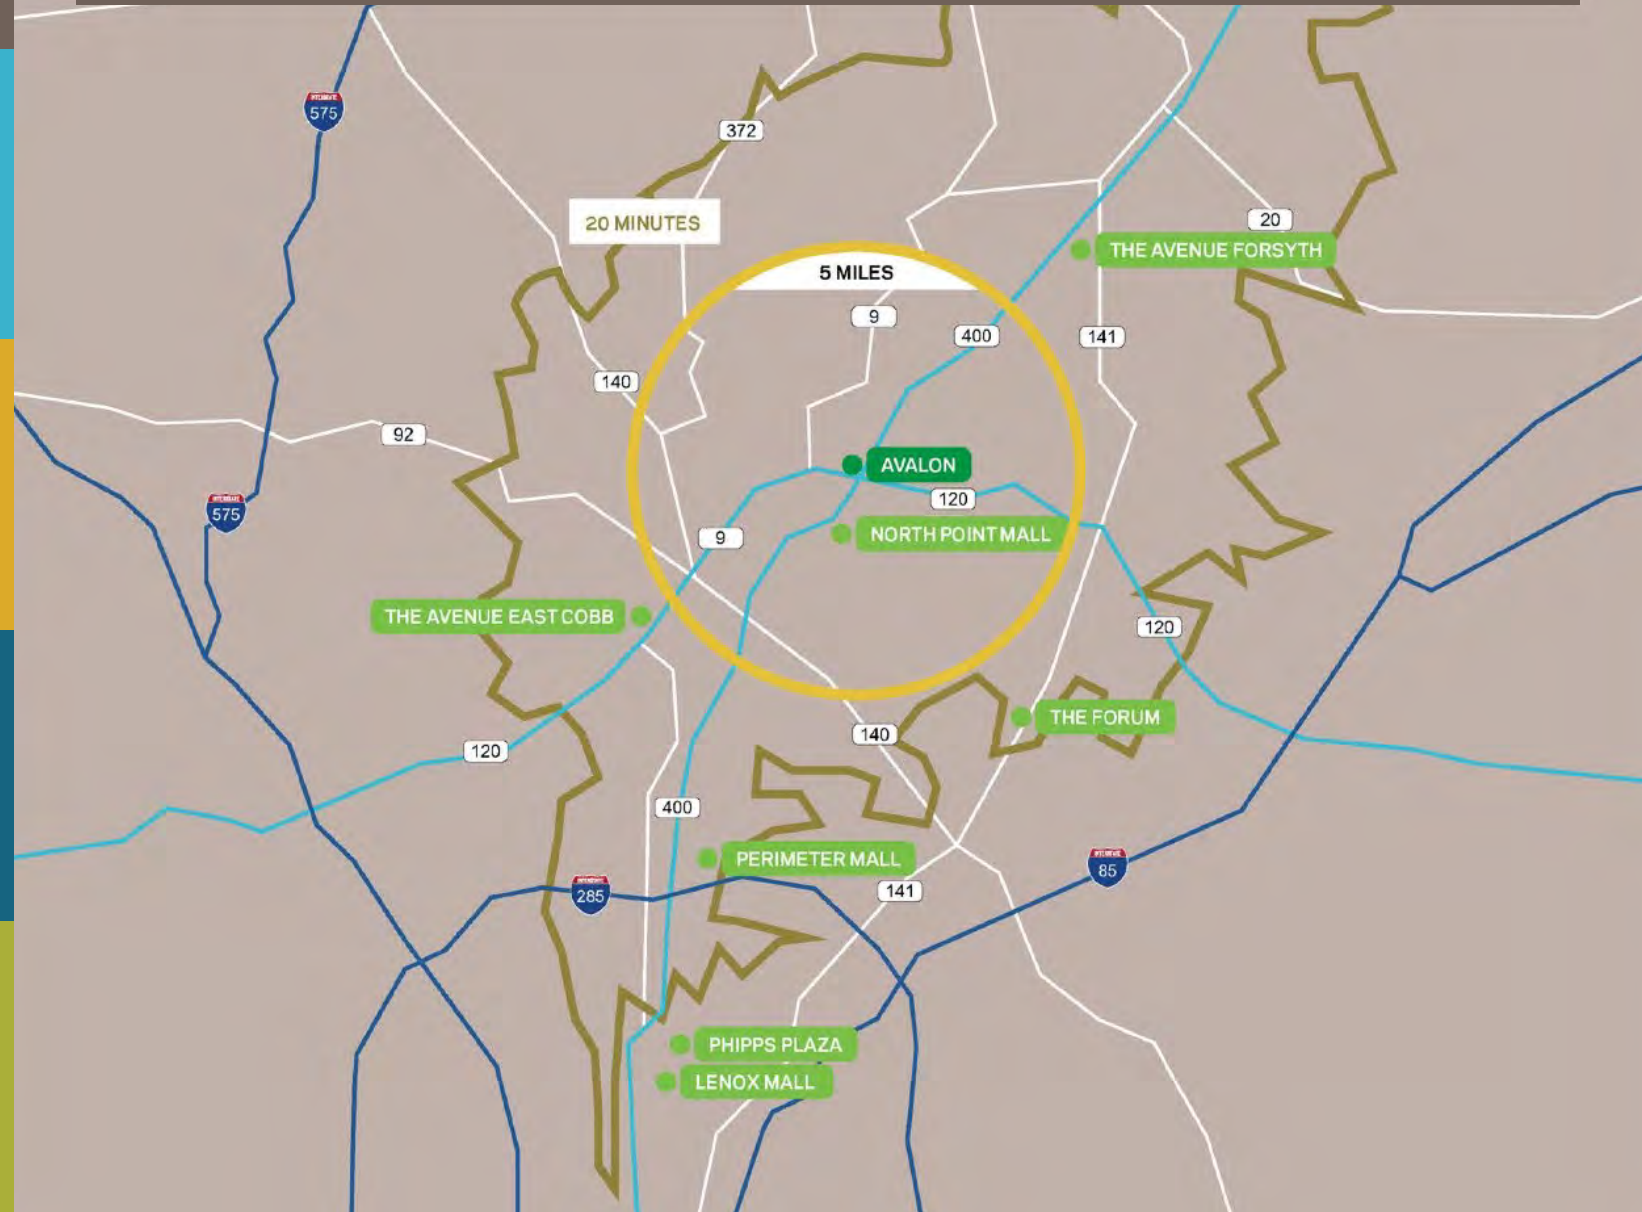 575
372
20 MINUTES
20
THE AVENUE FORSYTH
5 MILES
9
400
141
140
92
AVALON
120
575
9
NORTH POINT MALL
THE AVENUE EAST COBB
120
THE FORUM
140
120
400
PERIMETER MALL
85
285
141
PHIPPS PLAZA
LENOX MALL